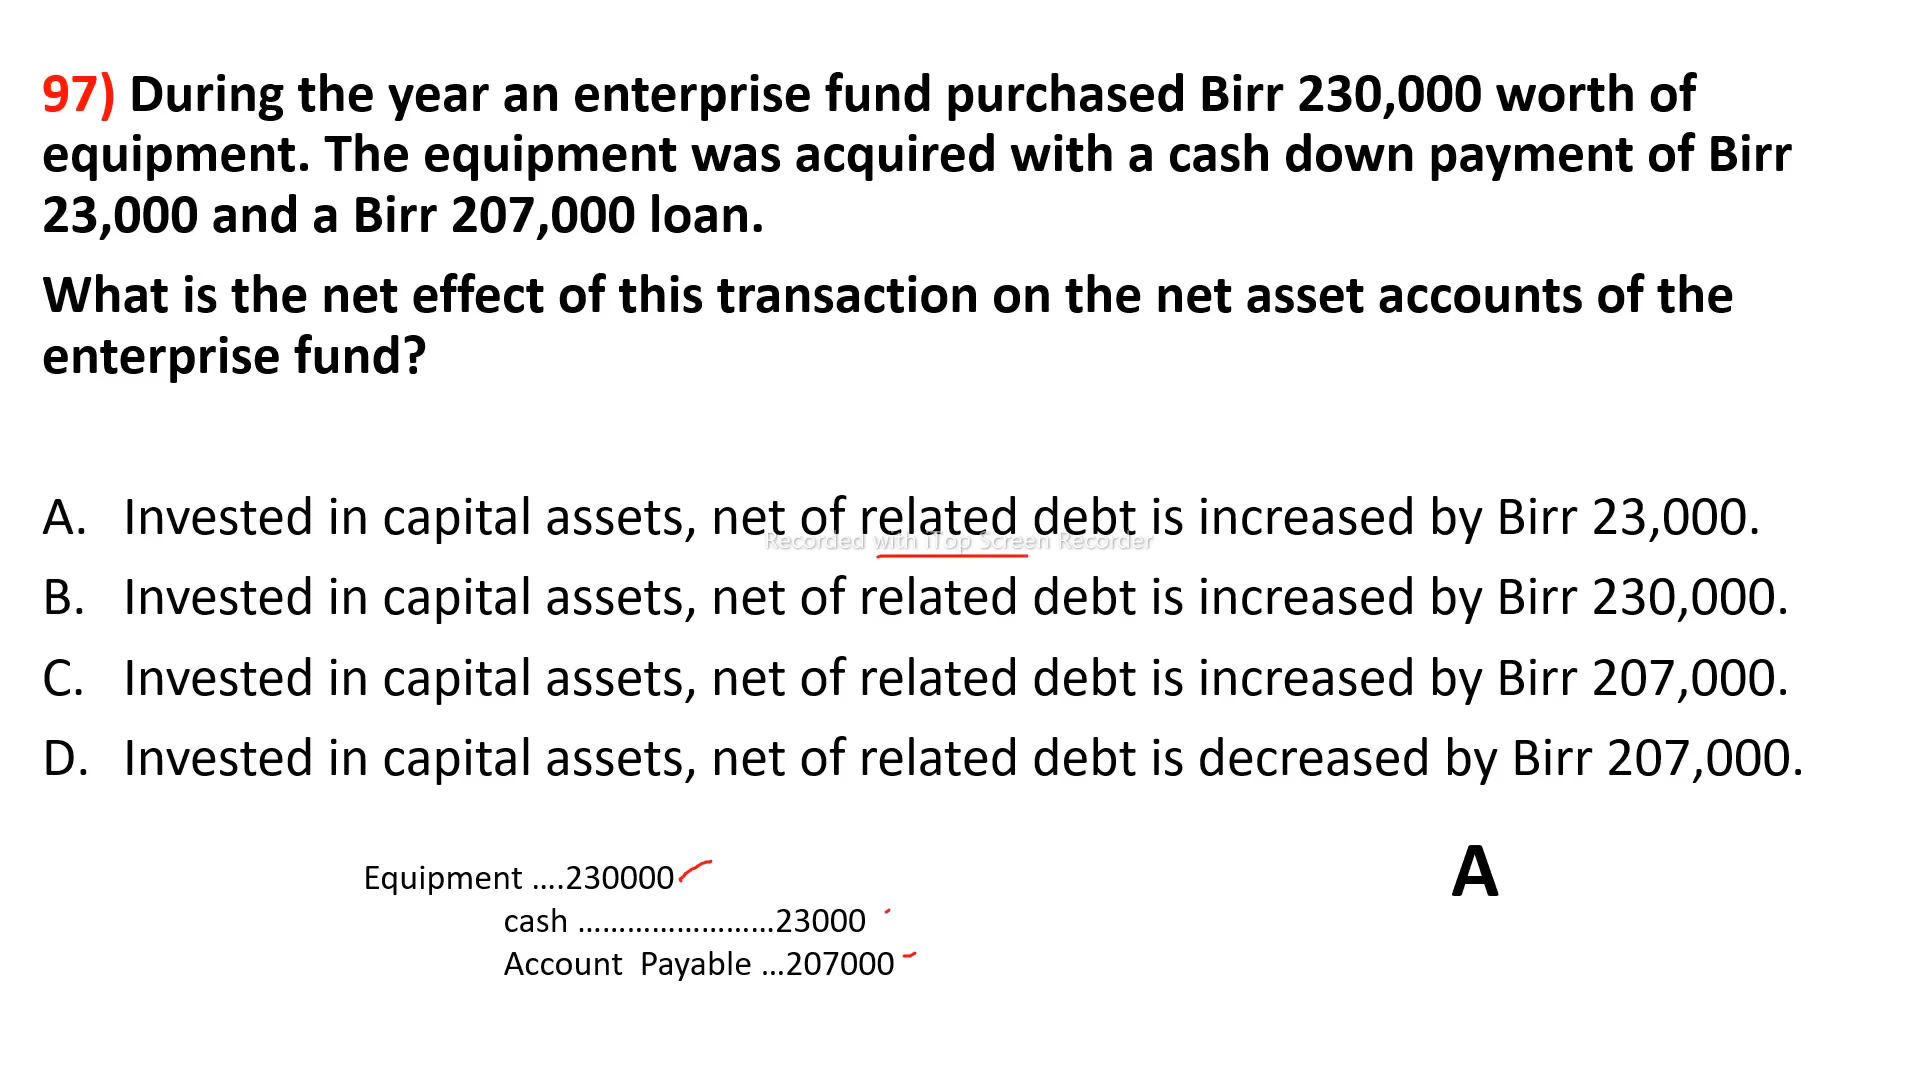 97) During the year an enterprise fund purchased Birr 230,000 worth of
equipment. The equipment was acquired with a cash down payment of Birr
23,000 and a Birr 207,000 loan.
What is the net effect of this transaction on the net asset accounts of the
enterprise fund?
A. Invested in capital assets, net of related debt is increased by Birr 23,000.
Recorded with iTop Screen Recorder
B. Invested in capital assets, net of related debt is increased by Birr 230,000.
C. Invested in capital assets, net of related debt is increased by Birr 207,000.
D. Invested in capital assets, net of related debt is decreased by Birr 207,000.
Equipment ....230000
cash ........................23000
Account Payable ...207000
A